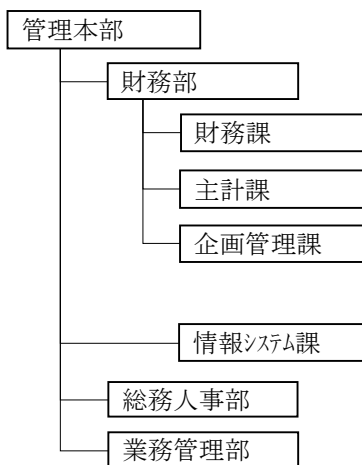 管理本部
財務部
財務課
主計課
企画管理課
情報ｼｽﾃﾑ課
総務人事部
業務管理部